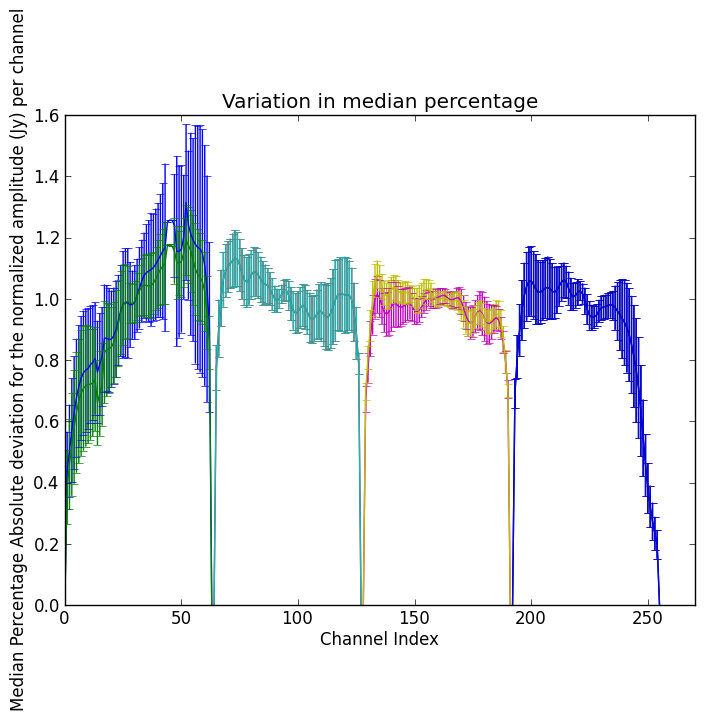 Variation in median percentage
Median Percentage Absolute deviation for the normalized amplitude (Jy) per channel
1.6
1.4
1.2
1.0
0.8
0.6
0.4
0.2
0.0
0 50 100 150 200 250
Channel Index